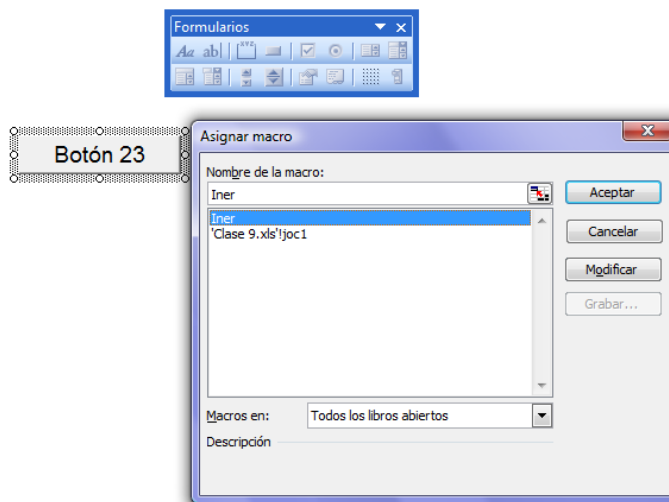 Formularios
Aa ab| XYZ
Botón 23
Asignar macro
Nombre de la macro:
Iner
Iner
'Clase 9.xls'!joc1
Macros en:
Todos los libros abiertos
Descripción
Aceptar
Cancelar
Modificar
Grabar...